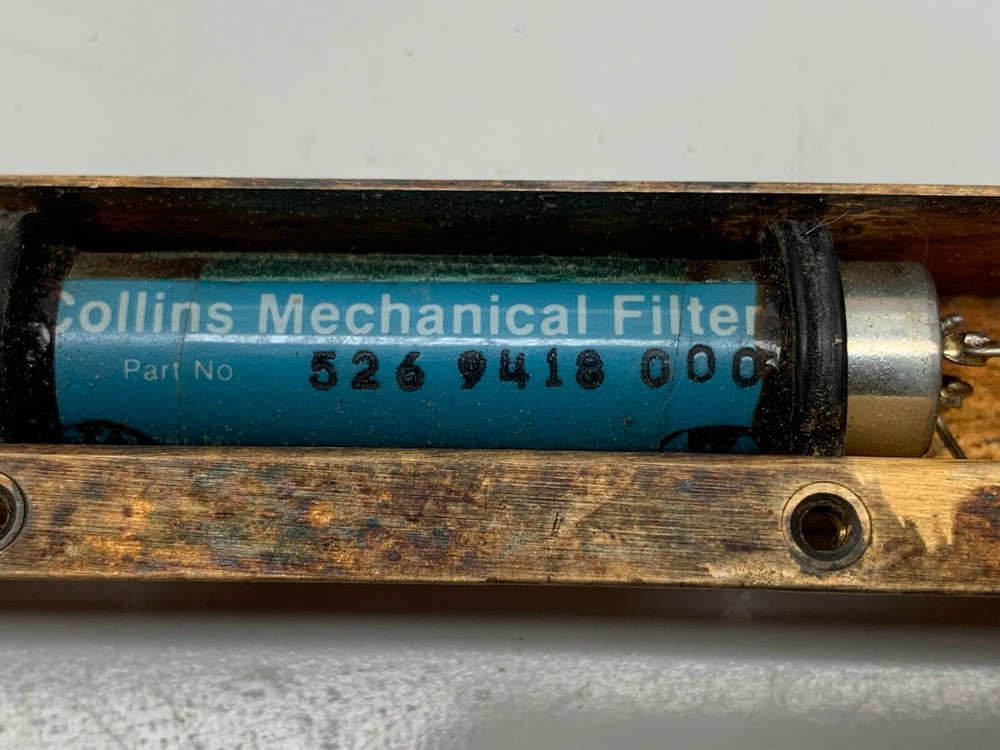 Collins Mechanical Filter
Part No 526 9418 000